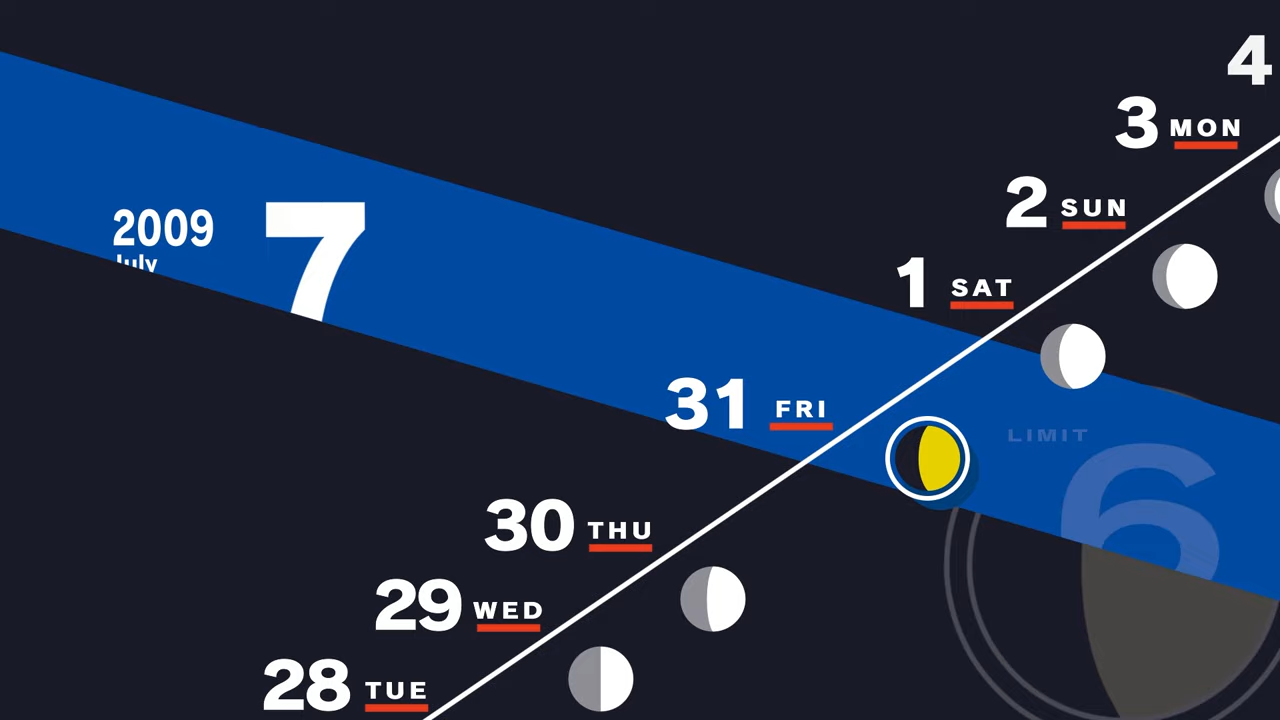 4
3 MON
2 SUN
1 SAT
2009
July
7
31 FRI
LIMIT
6
30 THU
29 WED
28 TUE